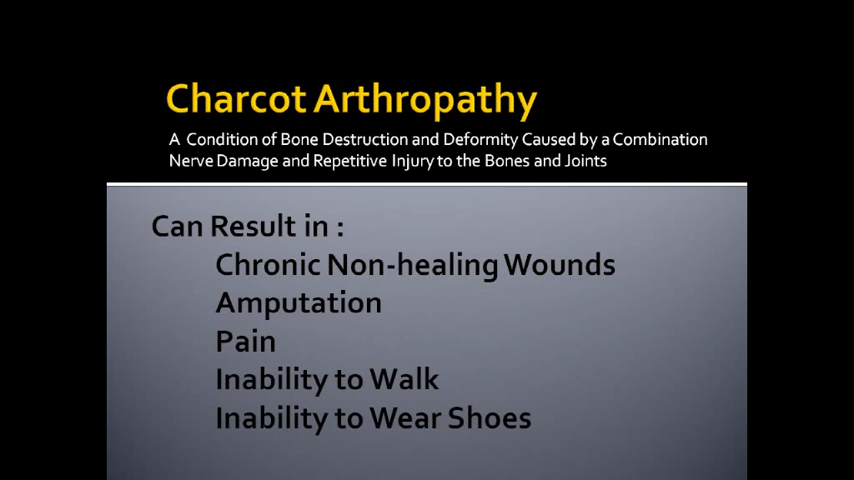 Charcot Arthropathy
A Condition of Bone Destruction and Deformity Caused by a Combination
Nerve Damage and Repetitive Injury to the Bones and Joints
Can Result in :
Chronic Non-healing Wounds
Amputation
Pain
Inability to Walk
Inability to Wear Shoes